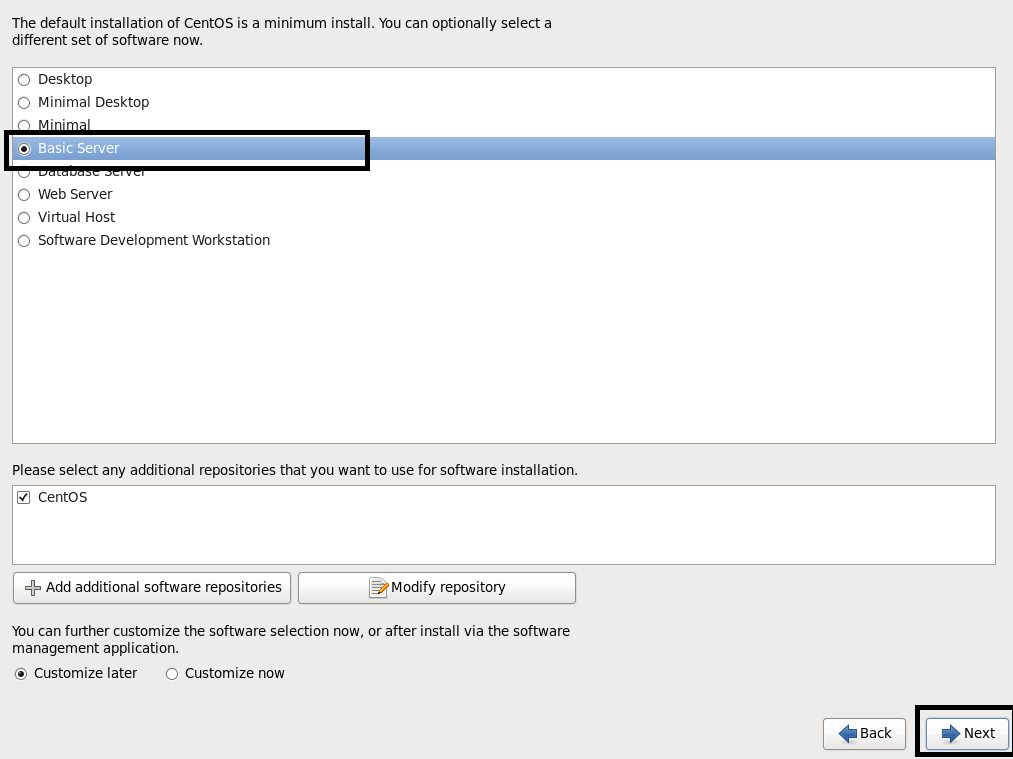 The default installation of CentOS is a minimum install. You can optionally select a
different set of software now.
Desktop
Minimal Desktop
Minimal
Basic Server
Database Server
Web Server
Virtual Host
Software Development Workstation
Please select any additional repositories that you want to use for software installation.
CentOS
Add additional software repositories
Modify repository
You can further customize the software selection now, or after install via the software
management application.
Customize later
Customize now
Back
Next